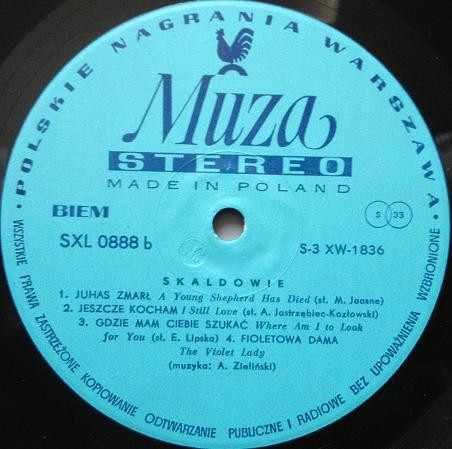 • POLSKIE NAGRANIA WARSZAWA •
Muza
STEREO
MADE IN POLAND
BIEM
S 33
SXL 0888 b
S-3 XW-1836
SKALDOWIE
1. JUHAS ZMARŁ A Young Shepherd Has Died (sł. M. Jaasne)
2. JESZCZE KOCHAM I Still Love (sł. A. Jastrzębiec-Kozłowski)
3. GDZIE MAM CIEBIE SZUKAĆ Where Am I to Look
for You (sł. E. Lipska) 4. FIOLETOWA DAMA
The Violet Lady
(muzyka: A. Zieliński)
WSZYSTKIE PRAWA ZASTRZEŻONE KOPIOWANIE ODTWARZANIE PUBLICZNE I RADIOWE BEZ UPOWAŻNIENIA WZBRONIONE